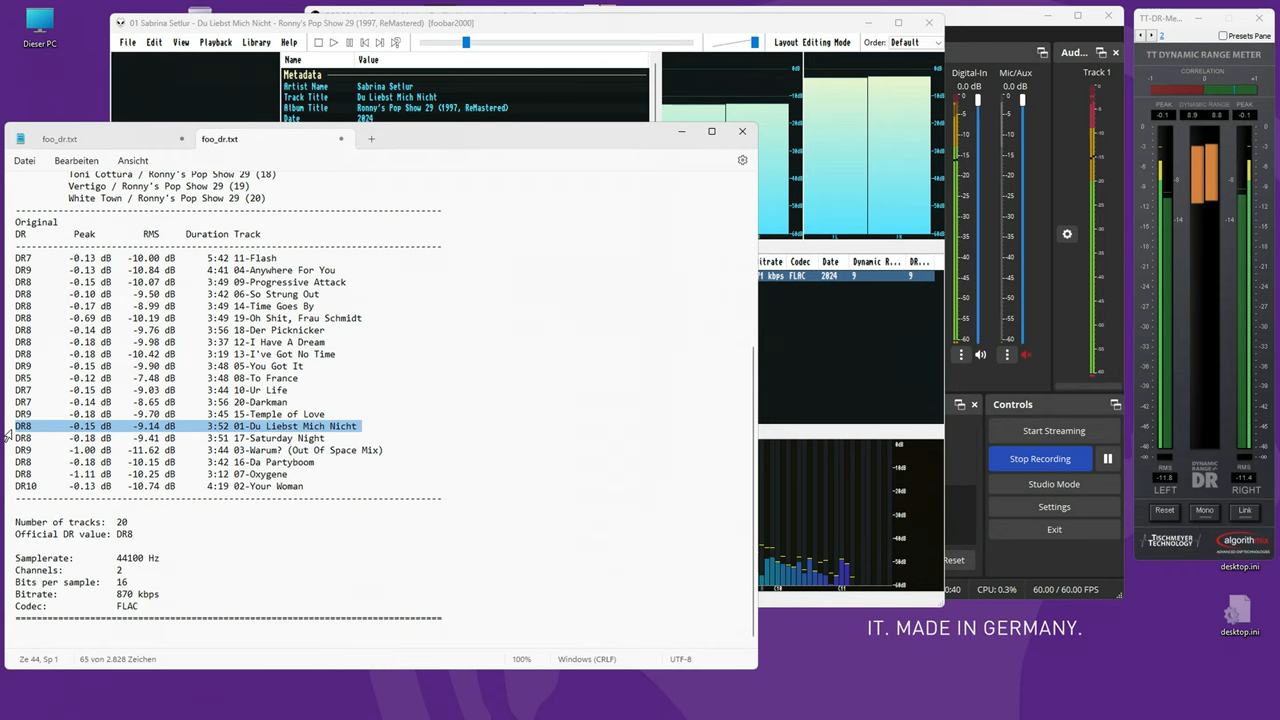 Dieser PC
01 Sabrina Setlur - Du Liebst Mich Nicht - Ronny's Pop Show 29 (1997, ReMastered) [foobar2000]
File Edit View Playback Library Help
Layout Editing Mode Order: Default
Name Value
Metadata
Artist Name Sabrina Setlur
Track Title Du Liebst Mich Nicht
Album Title Ronny's Pop Show 29 (1997, ReMastered)
Date 2024
foo_dr.txt
foo_dr.txt
Datei Bearbeiten Ansicht
Toni Cottura / Ronny's Pop Show 29 (18)
Vertigo / Ronny's Pop Show 29 (19)
White Town / Ronny's Pop Show 29 (20)
Original
DR Peak RMS Duration Track
DR7 -0.13 dB -10.00 dB 5:42 11-Flash
DR9 -0.13 dB -10.84 dB 4:41 04-Anywhere For You
DR8 -0.15 dB -10.07 dB 3:49 09-Progressive Attack
DR8 -0.10 dB -9.50 dB 3:42 06-So Strung Out
DR8 -0.17 dB -8.99 dB 3:49 14-Time Goes By
DR8 -0.69 dB -10.19 dB 3:49 19-Oh Shit, Frau Schmidt
DR8 -0.14 dB -9.76 dB 3:56 18-Der Picknicker
DR8 -0.18 dB -9.98 dB 3:37 12-I Have A Dream
DR8 -0.18 dB -10.42 dB 3:19 13-I've Got No Time
DR9 -0.15 dB -9.90 dB 3:48 05-You Got It
DR5 -0.12 dB -7.48 dB 3:48 08-To France
DR7 -0.15 dB -9.03 dB 3:44 10-Ur Life
DR7 -0.14 dB -8.65 dB 3:56 20-Darkman
DR9 -0.18 dB -9.70 dB 3:45 15-Temple of Love
DR8 -0.15 dB -9.14 dB 3:52 01-Du Liebst Mich Nicht
DR8 -0.18 dB -9.41 dB 3:51 17-Saturday Night
DR9 -1.00 dB -11.62 dB 3:44 03-Warum? (Out Of Space Mix)
DR8 -0.18 dB -10.15 dB 3:22 16-Da Partyboom
DR8 -1.11 dB -10.25 dB 3:12 07-Oxygene
DR10 -0.13 dB -10.74 dB 4:19 02-Your Woman
Number of tracks: 20
Official DR value: DR8
Samplerate: 44100 Hz
Channels: 2
Bits per sample: 16
Bitrate: 870 kbps
Codec: FLAC
Ze 44, Sp 1 65 von 2.828 Zeichen 100% Windows (CRLF) UTF-8
itrate Codec Date Dynamic R... DR...
71 kbps FLAC 2024 9 9
Digital-In Mic/Aux
0.0 dB 0.0 dB
Aud...
Track 1
Controls
Start Streaming
Stop Recording
Studio Mode
Settings
Exit
Reset
0:40 CPU: 0.3% 60.00 / 60.00 FPS
IT. MADE IN GERMANY.
TT-DR-Me...
2 Presets Pane
TT DYNAMIC RANGE METER
CORRELATION
-1 0 +1
PEAK DYNAMIC RANGE PEAK
-0.1 8.9 8.8 -0.1
RMS RMS
-11.8 -11.4
LEFT DYNAMIC RANGE DR RIGHT
Reset Mono Link
TISCHMEYER TECHNOLOGY algorithmix
desktop.ini
desktop.ini